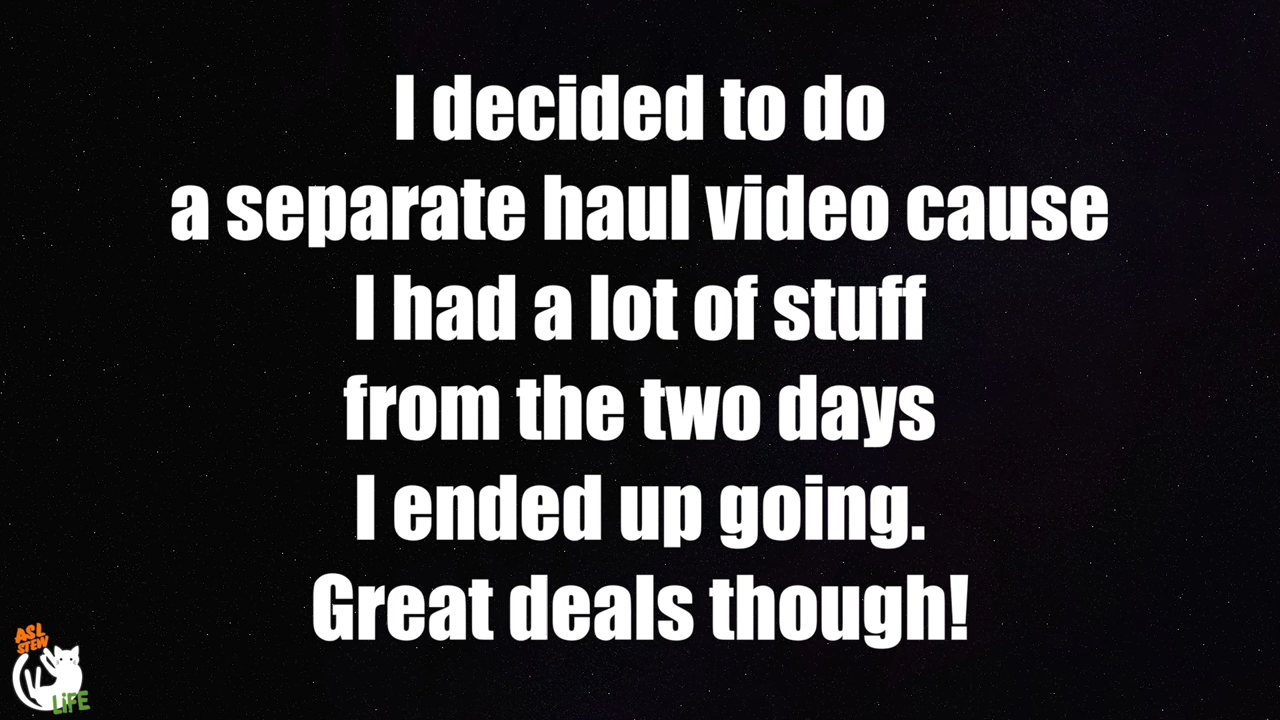 I decided to do
a separate haul video cause
I had a lot of stuff
from the two days
I ended up going.
Great deals though!
ASL
STEW
LiFE